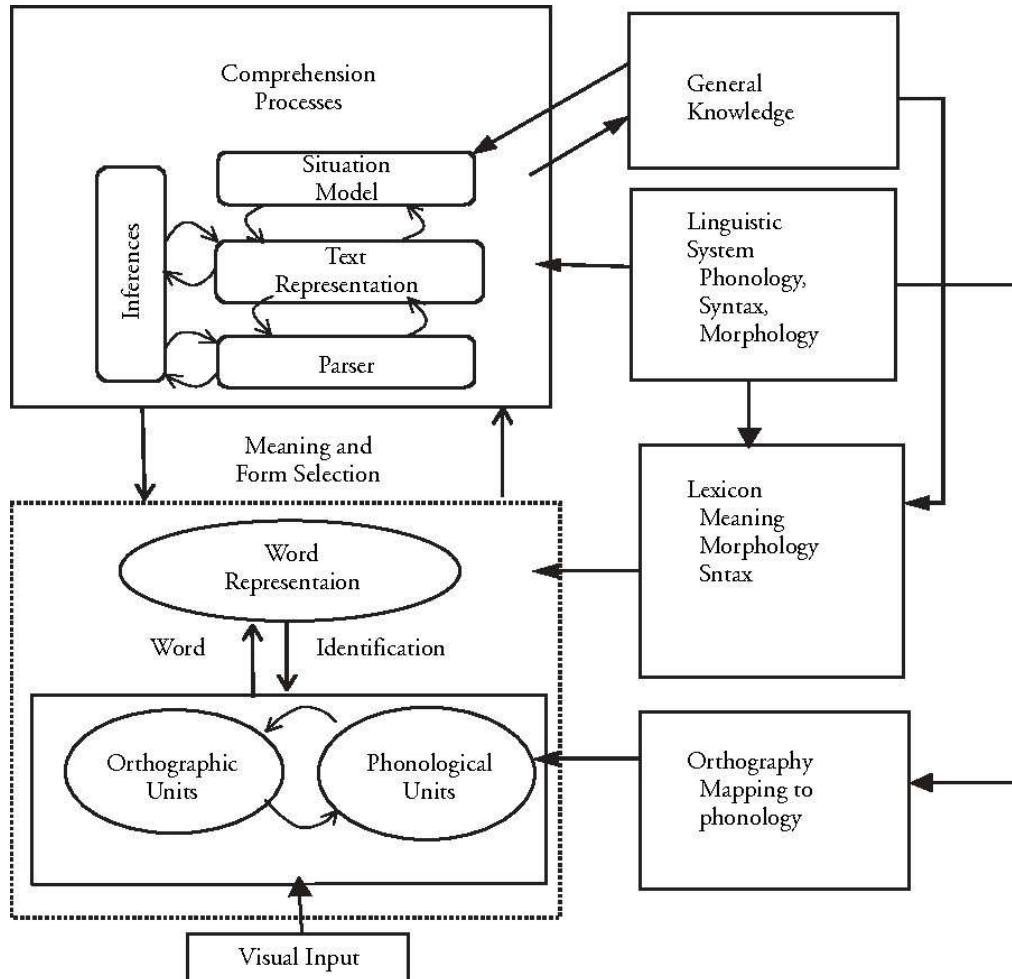 Comprehension
Processes
Situation
Model
Inferences
Text
Representation
Parser
General
Knowledge
Linguistic
System
Phonology,
Syntax,
Morphology
Meaning and
Form Selection
Lexicon
Meaning
Morphology
Sntax
Word
Representaion
Word
Identification
Orthographic
Units
Phonological
Units
Orthography
Mapping to
phonology
Visual Input